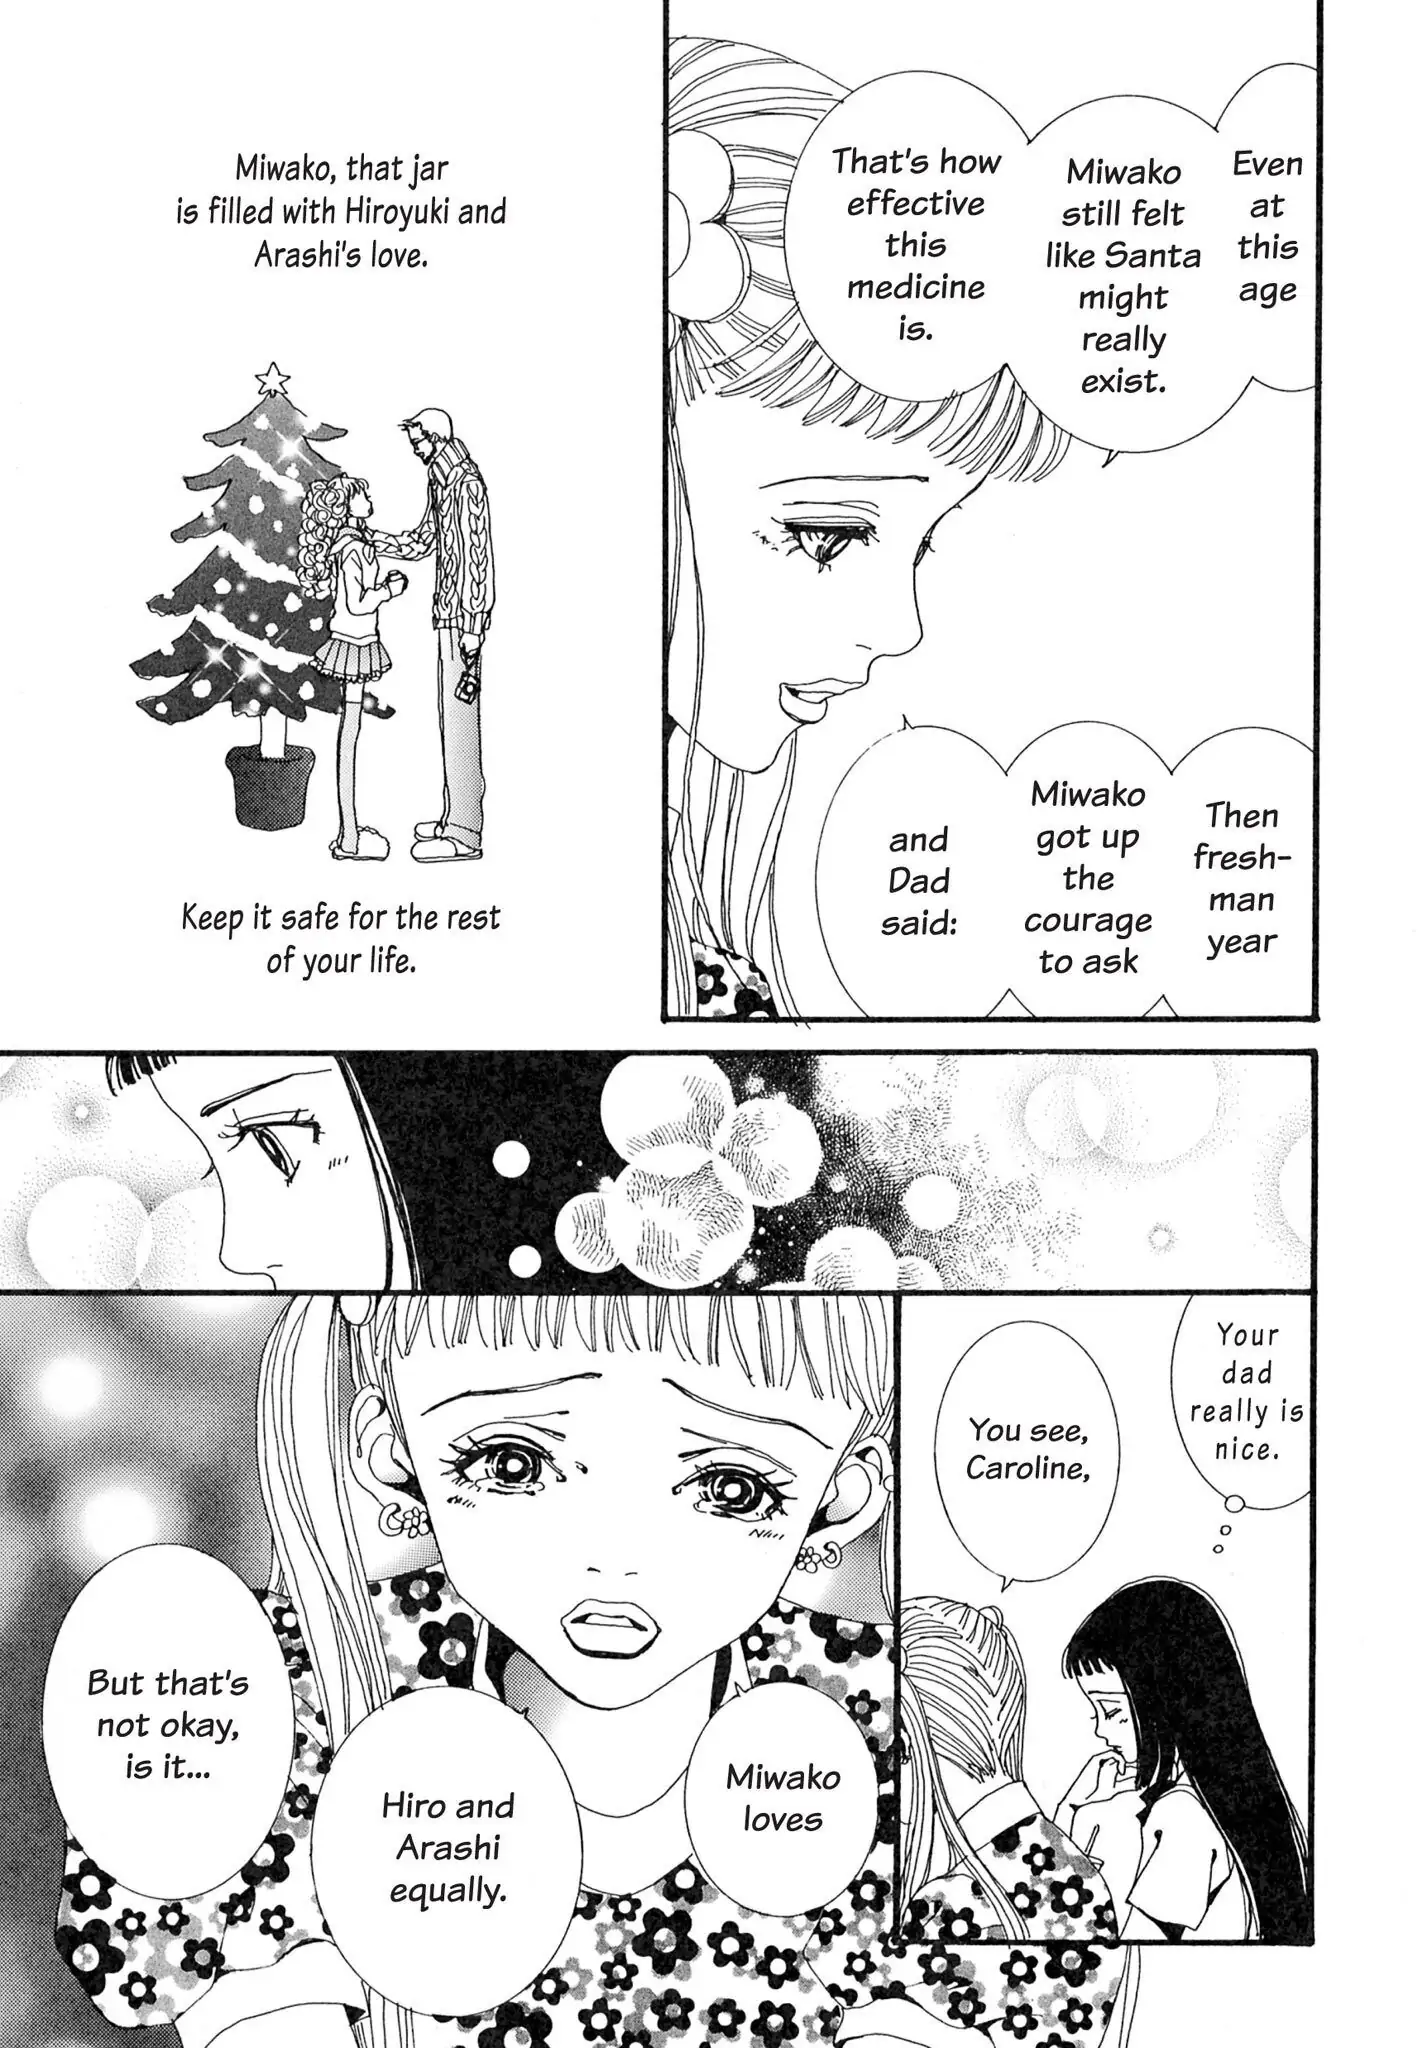 Even
at
this
age
Miwako
still felt
like Santa
might
really
exist.
That's how
effective
this
medicine
is.
Then
fresh-
man
year
Miwako
got up
the
courage
to ask
and
Dad
said:
Miwako, that jar
is filled with Hiroyuki and
Arashi's love.
Keep it safe for the rest
of your life.
Your
dad
really is
nice.
You see,
Caroline,
Miwako
loves
Hiro and
Arashi
equally.
But that's
not okay,
is it...